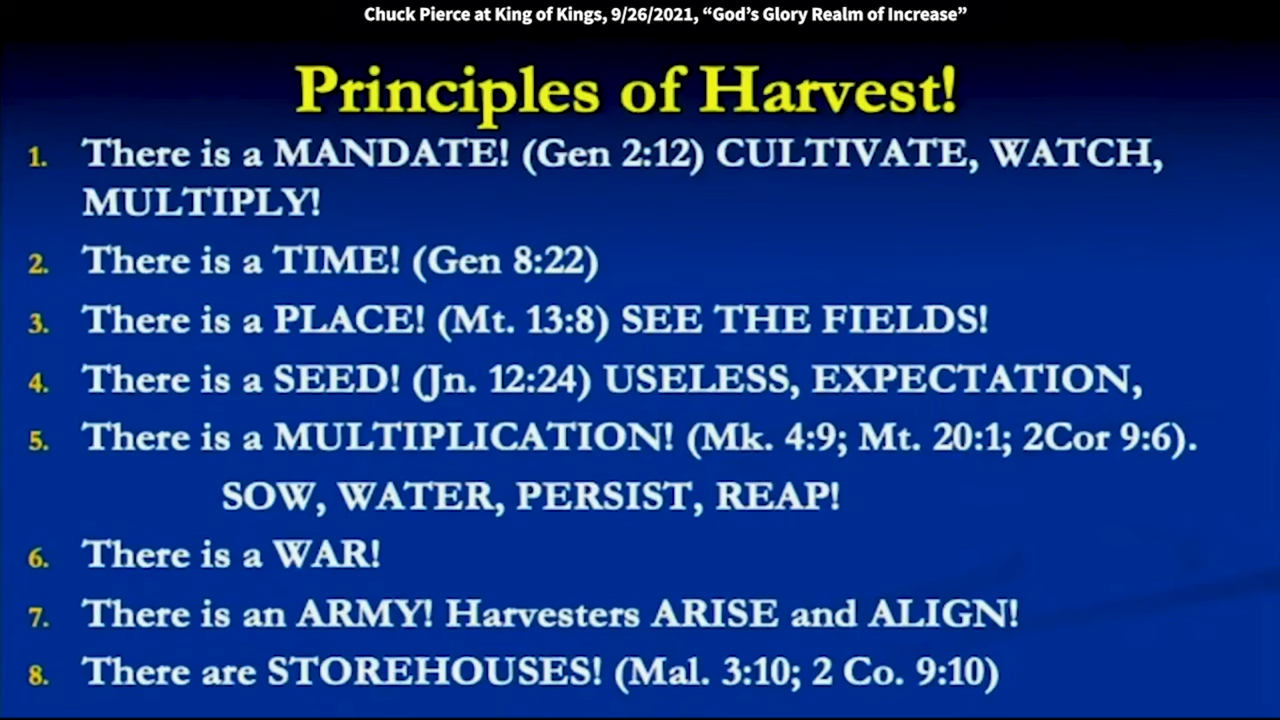 Chuck Pierce at King of Kings, 9/26/2021, “God’s Glory Realm of Increase”
Principles of Harvest!
1. There is a MANDATE! (Gen 2:12) CULTIVATE, WATCH,
MULTIPLY!
2. There is a TIME! (Gen 8:22)
3. There is a PLACE! (Mt. 13:8) SEE THE FIELDS!
4. There is a SEED! (Jn. 12:24) USELESS, EXPECTATION,
5. There is a MULTIPLICATION! (Mk. 4:9; Mt. 20:1; 2Cor 9:6).
SOW, WATER, PERSIST, REAP!
6. There is a WAR!
7. There is an ARMY! Harvesters ARISE and ALIGN!
8. There are STOREHOUSES! (Mal. 3:10; 2 Co. 9:10)